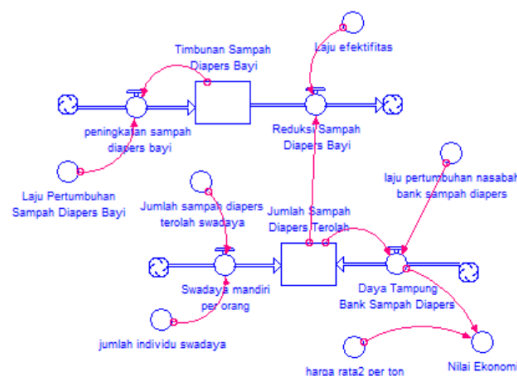 Timbunan Sampah
Diapers Bayi
Laju efektifitas
peningkatan sampah
diapers bayi
Reduksi Sampah
Diapers Bayi
Laju Pertumbuhan
Sampah Diapers Bayi
laju pertumbuhan nasabah
bank sampah diapers
Jumlah sampah diapers
terolah swadaya
Jumlah Sampah
Diapers Terolah
Swadaya mandiri
per orang
Daya Tampung
Bank Sampah Diapers
jumlah individu swadaya
harga rata2 per ton
Nilai Ekonomi